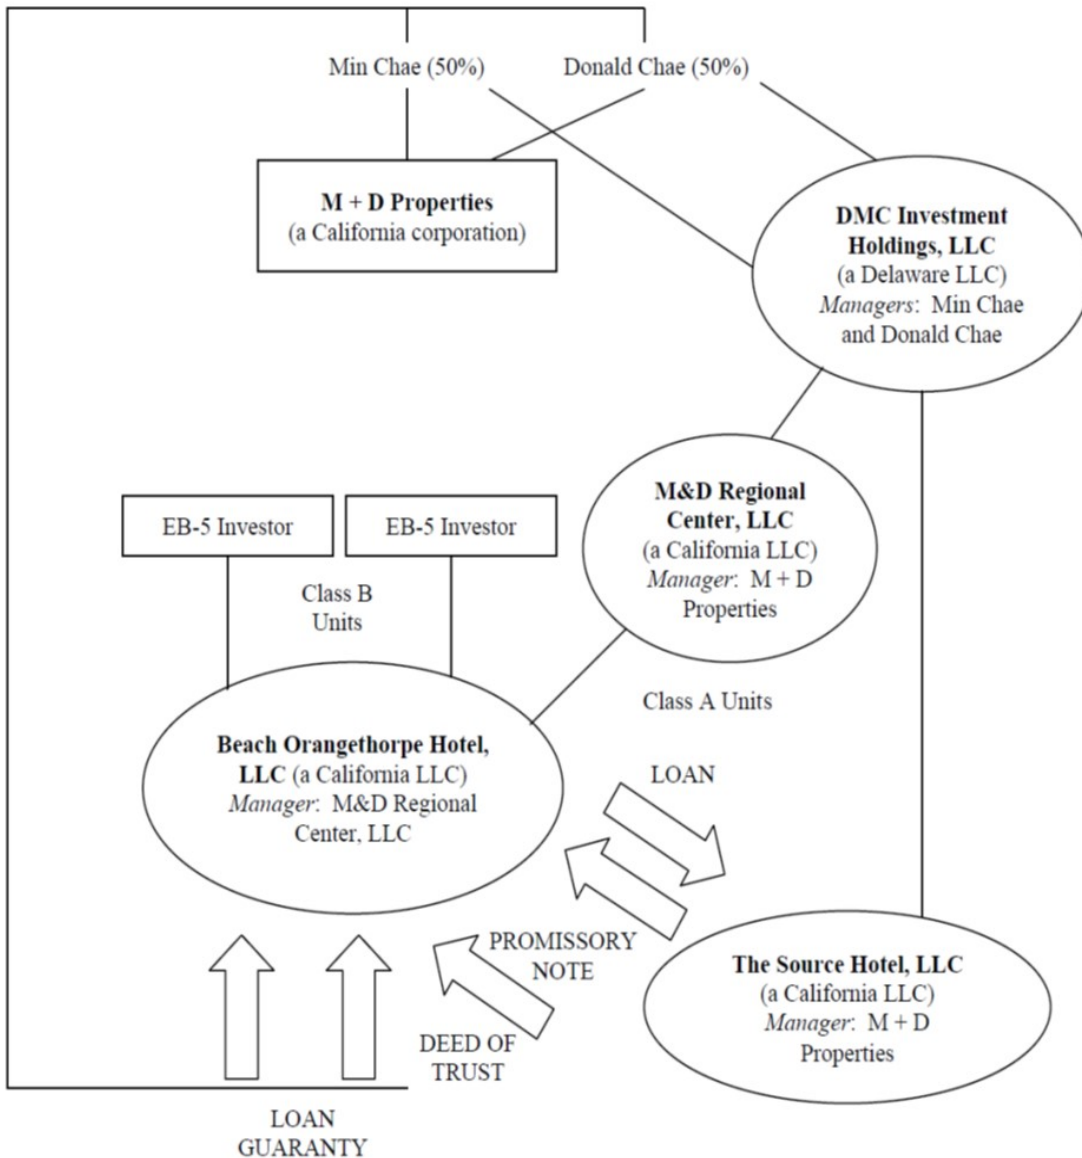 Min Chae (50%)
Donald Chae (50%)
M + D Properties
(a California corporation)
DMC Investment
Holdings, LLC
(a Delaware LLC)
Managers: Min Chae
and Donald Chae
M&D Regional
Center, LLC
(a California LLC)
Manager: M + D
Properties
EB-5 Investor
EB-5 Investor
Class B
Units
Class A Units
Beach Orangethorpe Hotel,
LLC (a California LLC)
Manager: M&D Regional
Center, LLC
LOAN
PROMISSORY
NOTE
The Source Hotel, LLC
(a California LLC)
Manager: M + D
Properties
DEED OF
TRUST
LOAN
GUARANTY